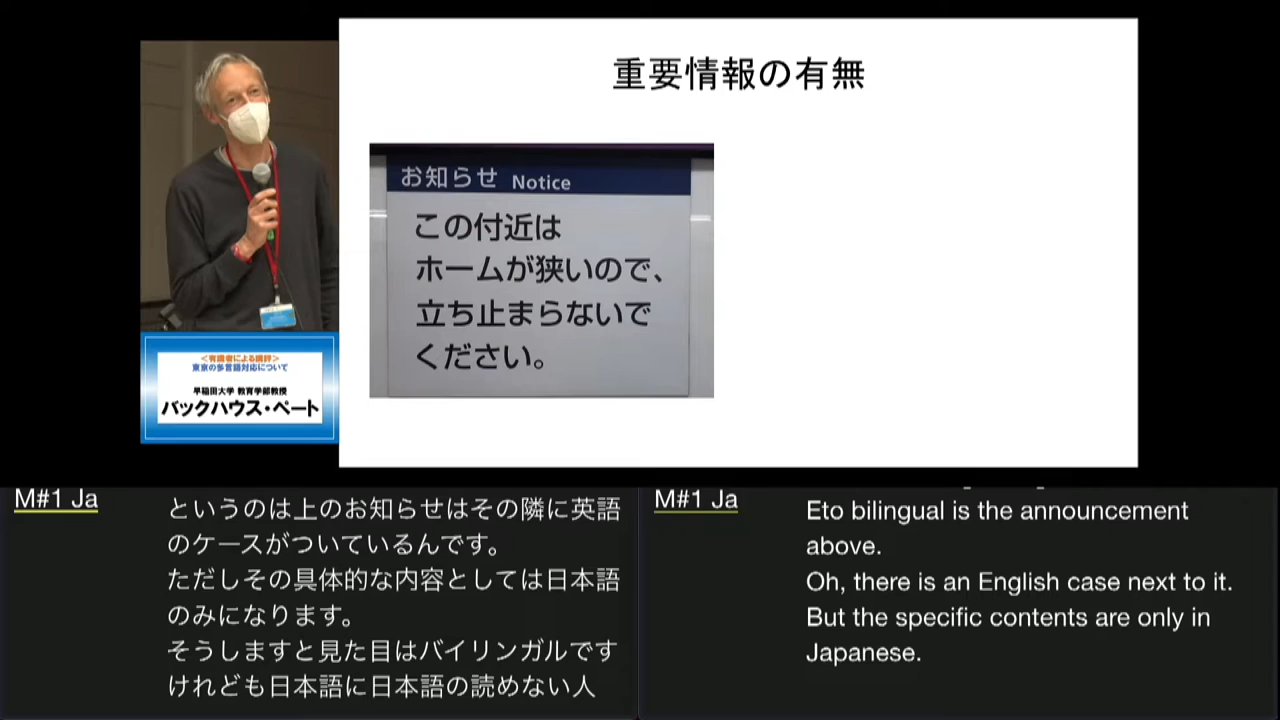 重要情報の有無
お知らせ Notice
この付近は
ホームが狭いので、
立ち止まらないで
ください。
＜有識者による講評＞
東京の多言語対応について
早稲田大学 教育学部教授
バックハウス・ペート
M#1 Ja
というのは上のお知らせはその隣に英語
のケースがついているんです。
ただしその具体的な内容としては日本語
のみになります。
そうしますと見た目はバイリンガルです
けれども日本語に日本語の読めない人
M#1 Ja
Eto bilingual is the announcement
above.
Oh, there is an English case next to it.
But the specific contents are only in
Japanese.